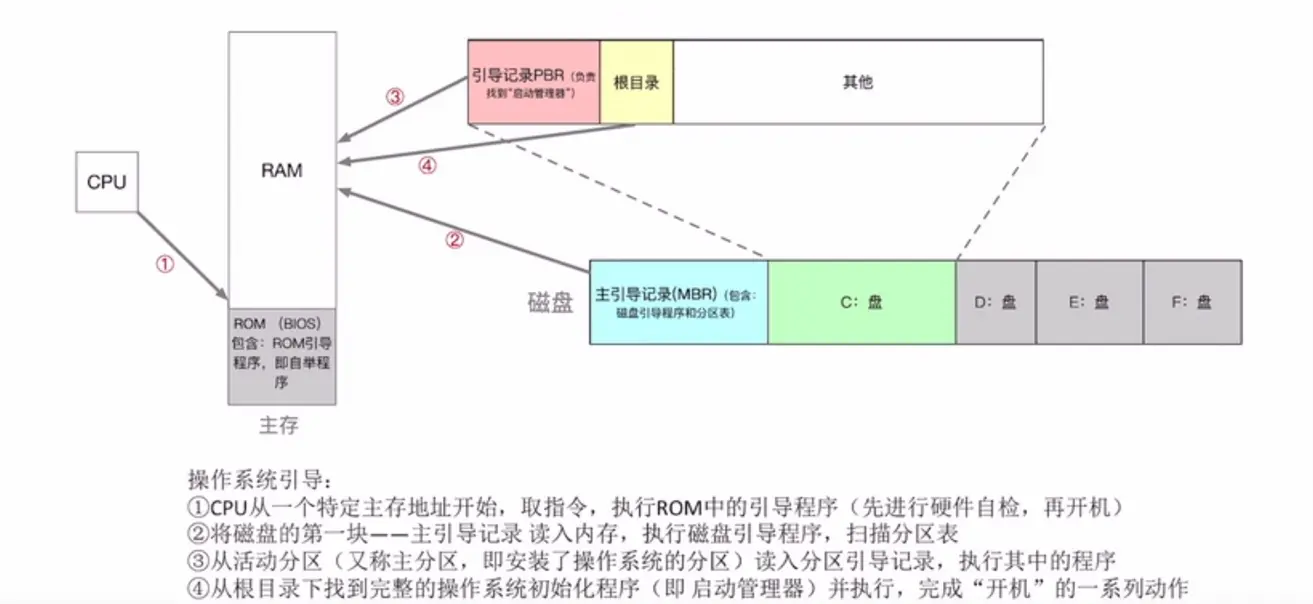 引导记录PBR（负责
找到“启动管理器”）
根目录
其他
③
④
RAM
CPU
②
①
主引导记录(MBR)（包含：
磁盘引导程序和分区表）
C：盘
D：盘
E：盘
F：盘
磁盘
ROM （BIOS）
包含：ROM引导
程序，即自举程
序
主存
操作系统引导：
①CPU从一个特定主存地址开始，取指令，执行ROM中的引导程序（先进行硬件自检，再开机）
②将磁盘的第一块——主引导记录 读入内存，执行磁盘引导程序，扫描分区表
③从活动分区（又称主分区，即安装了操作系统的分区）读入分区引导记录，执行其中的程序
④从根目录下找到完整的操作系统初始化程序（即 启动管理器）并执行，完成“开机”的一系列动作